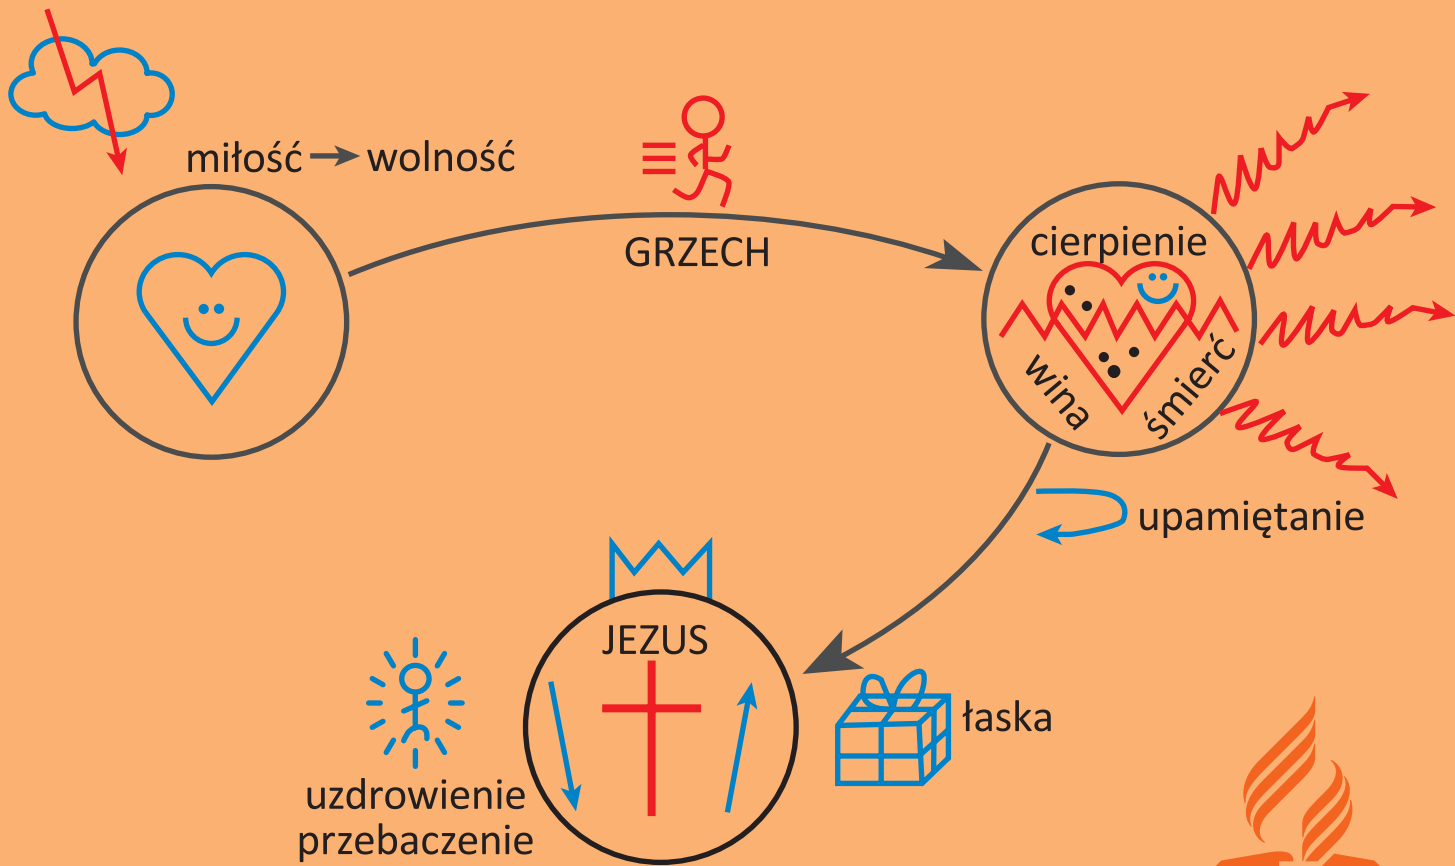 miłość → wolność
GRZECH
cierpienie
wina
śmierć
upamiętanie
JEZUS
łaska
uzdrowienie
przebaczenie